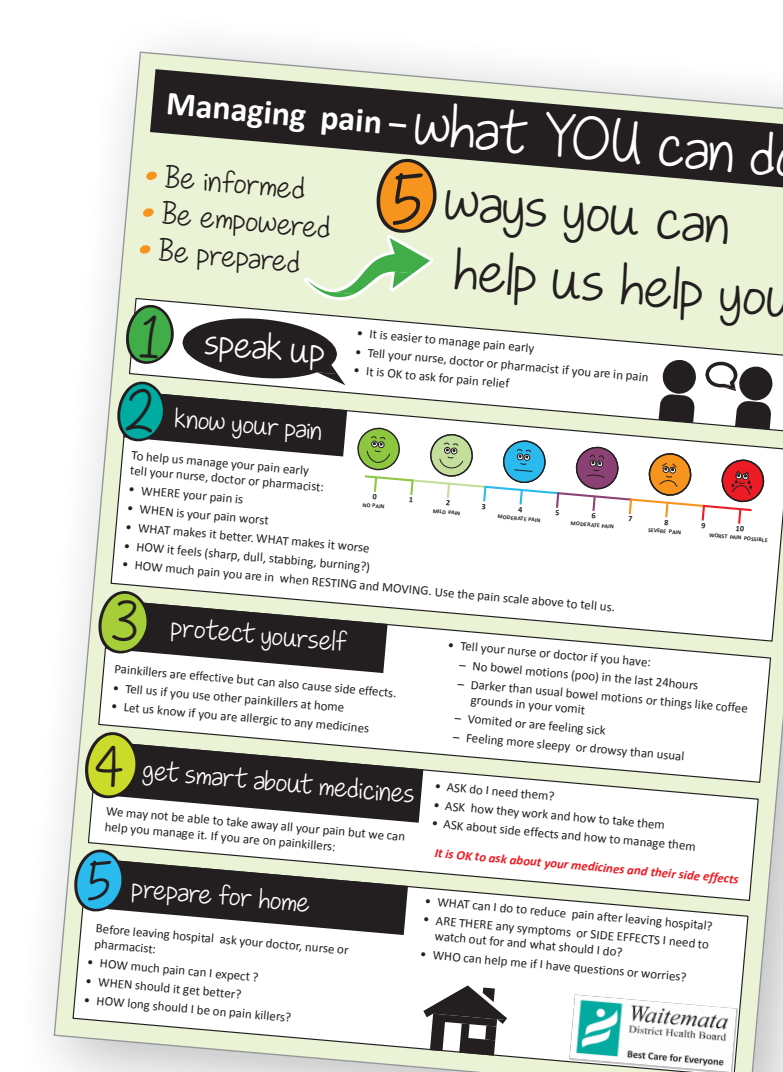 Managing pain – what YOU can do
• Be informed
• Be empowered
• Be prepared
5 ways you can
help us help you
1 speak up
• It is easier to manage pain early
• Tell your nurse, doctor or pharmacist if you are in pain
• It is OK to ask for pain relief
2 know your pain
To help us manage your pain early
tell your nurse, doctor or pharmacist:
• WHERE your pain is
• WHEN is your pain worst
• WHAT makes it better. WHAT makes it worse
• HOW it feels (sharp, dull, stabbing, burning?)
• HOW much pain you are in when RESTING and MOVING. Use the pain scale above to tell us.
0 1 2 3 4 5 6 7 8 9 10
NO PAIN MILD PAIN MODERATE PAIN MODERATE PAIN SEVERE PAIN WORST PAIN POSSIBLE
3 protect yourself
Painkillers are effective but can also cause side effects.
• Tell us if you use other painkillers at home
• Let us know if you are allergic to any medicines
• Tell your nurse or doctor if you have:
– No bowel motions (poo) in the last 24hours
– Darker than usual bowel motions or things like coffee
grounds in your vomit
– Vomited or are feeling sick
– Feeling more sleepy or drowsy than usual
4 get smart about medicines
We may not be able to take away all your pain but we can
help you manage it. If you are on painkillers:
• ASK do I need them?
• ASK how they work and how to take them
• ASK about side effects and how to manage them
It is OK to ask about your medicines and their side effects
5 prepare for home
Before leaving hospital ask your doctor, nurse or
pharmacist:
• HOW much pain can I expect ?
• WHEN should it get better?
• HOW long should I be on pain killers?
• WHAT can I do to reduce pain after leaving hospital?
• ARE THERE any symptoms or SIDE EFFECTS I need to
watch out for and what should I do?
• WHO can help me if I have questions or worries?
Waitemata
District Health Board
Best Care for Everyone